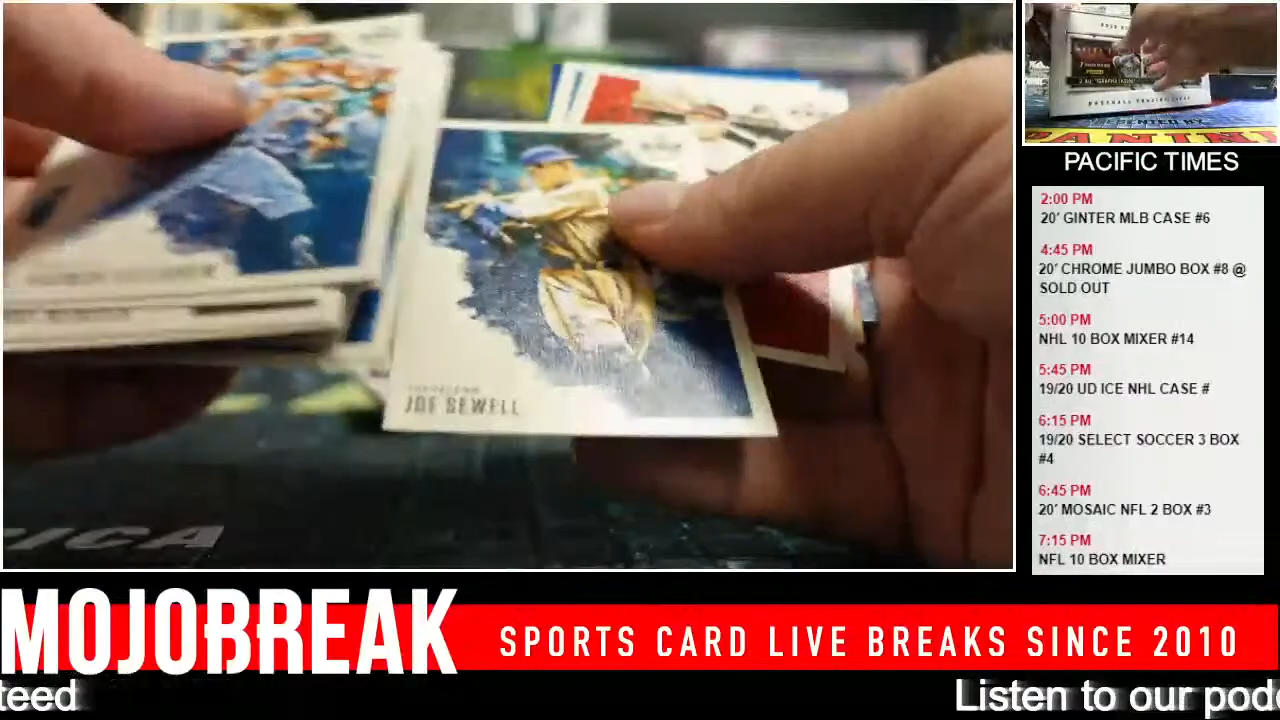 JOE SEWELL
RICA
PACIFIC TIMES
2:00 PM
20' GINTER MLB CASE #6
4:45 PM
20' CHROME JUMBO BOX #8 @
SOLD OUT
5:00 PM
NHL 10 BOX MIXER #14
5:45 PM
19/20 UD ICE NHL CASE #
6:15 PM
19/20 SELECT SOCCER 3 BOX
#4
6:45 PM
20' MOSAIC NFL 2 BOX #3
7:15 PM
NFL 10 BOX MIXER
MOJOBREAK
SPORTS CARD LIVE BREAKS SINCE 2010
teed
Listen to our pod